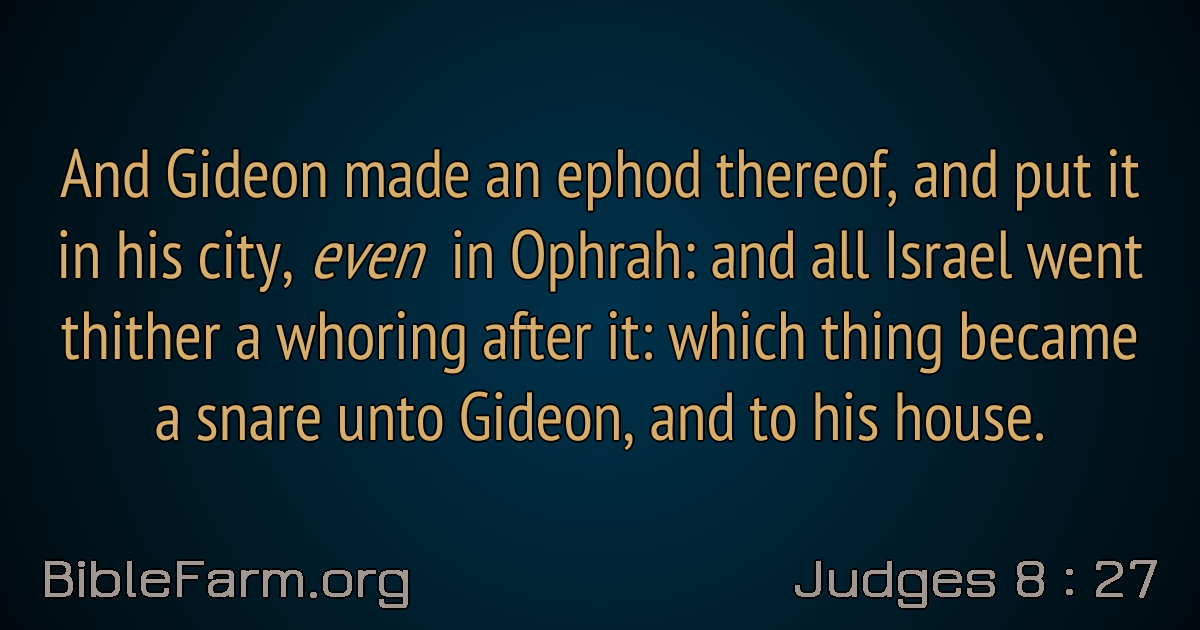 And Gideon made an ephod thereof, and put it
in his city, even in Ophrah: and all Israel went
thither a whoring after it: which thing became
a snare unto Gideon, and to his house.
BibleFarm.org
Judges 8 : 27